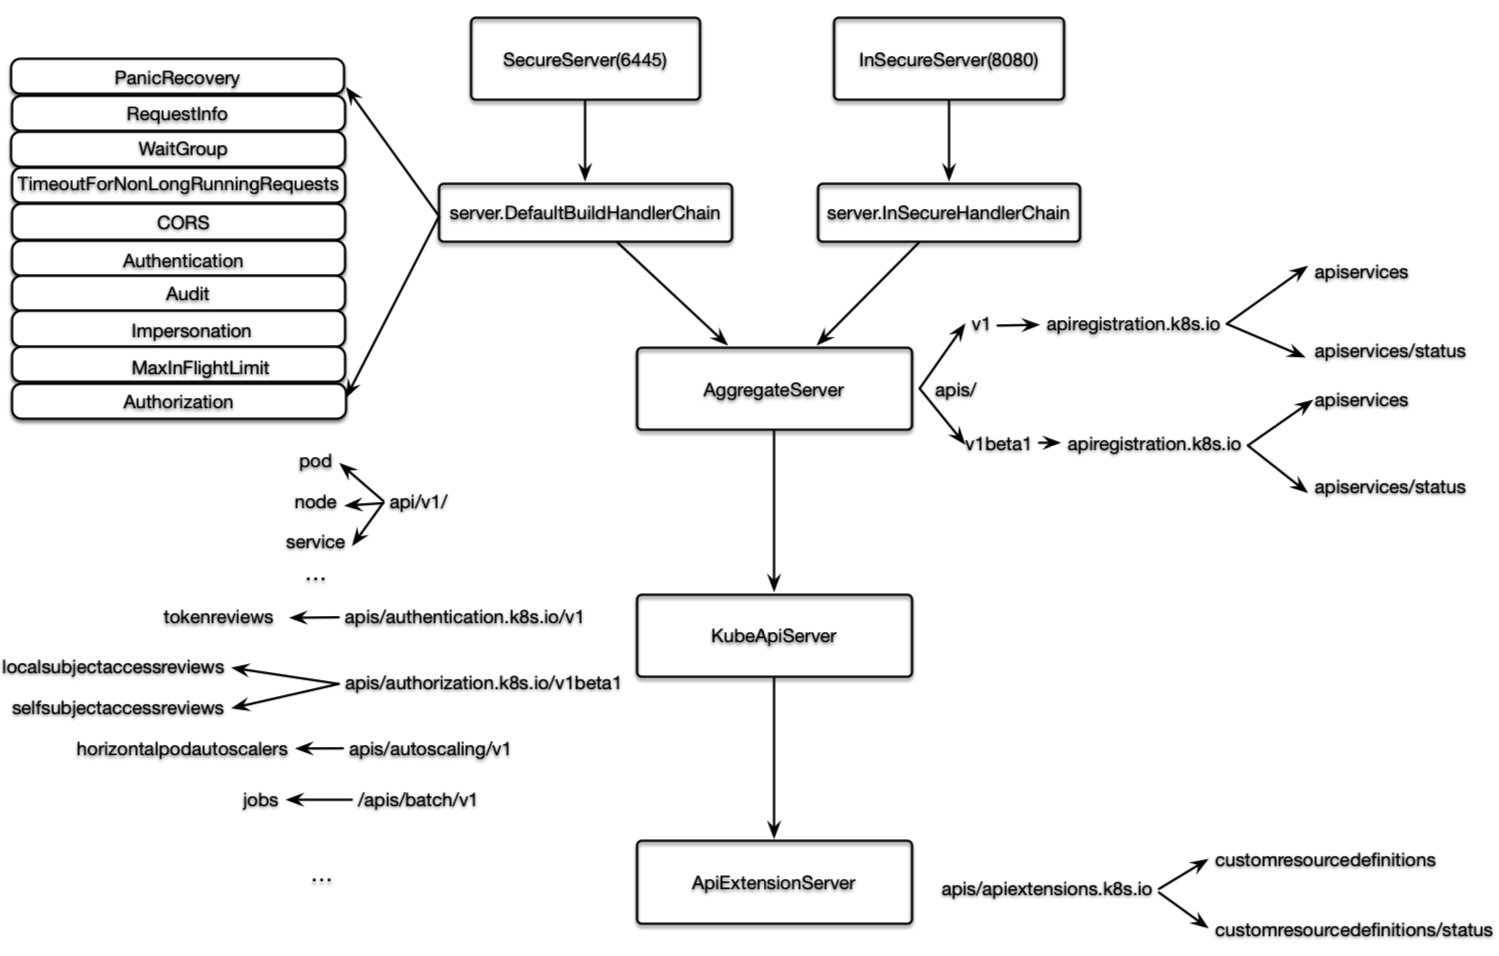 SecureServer(6445)
InSecureServer(8080)
PanicRecovery
RequestInfo
WaitGroup
TimeoutForNonLongRunningRequests
CORS
Authentication
Audit
Impersonation
MaxInFlightLimit
Authorization
server.DefaultBuildHandlerChain
server.InSecureHandlerChain
AggregateServer
apis/
v1
apiregistration.k8s.io
apiservices
apiservices/status
v1beta1
apiregistration.k8s.io
apiservices
apiservices/status
pod
node
service
api/v1/
...
tokenreviews
apis/authentication.k8s.io/v1
localsubjectaccessreviews
selfsubjectaccessreviews
apis/authorization.k8s.io/v1beta1
horizontalpodautoscalers
apis/autoscaling/v1
jobs
/apis/batch/v1
...
KubeApiServer
ApiExtensionServer
apis/apiextensions.k8s.io
customresourcedefinitions
customresourcedefinitions/status